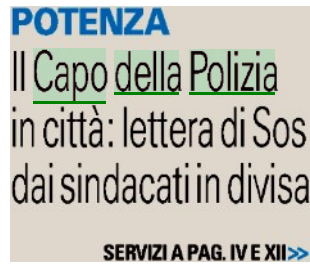 POTENZA
Il Capo della Polizia
in città: lettera di Sos
dai sindacati in divisa
SERVIZI A PAG. IV E XII>>